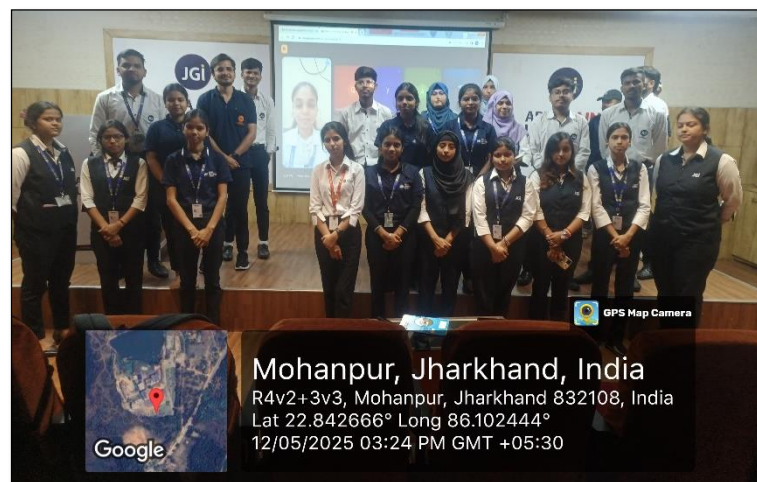 JGi
GPS Map Camera
Mohanpur, Jharkhand, India
R4v2+3v3, Mohanpur, Jharkhand 832108, India
Lat 22.842666° Long 86.102444°
12/05/2025 03:24 PM GMT +05:30
Google